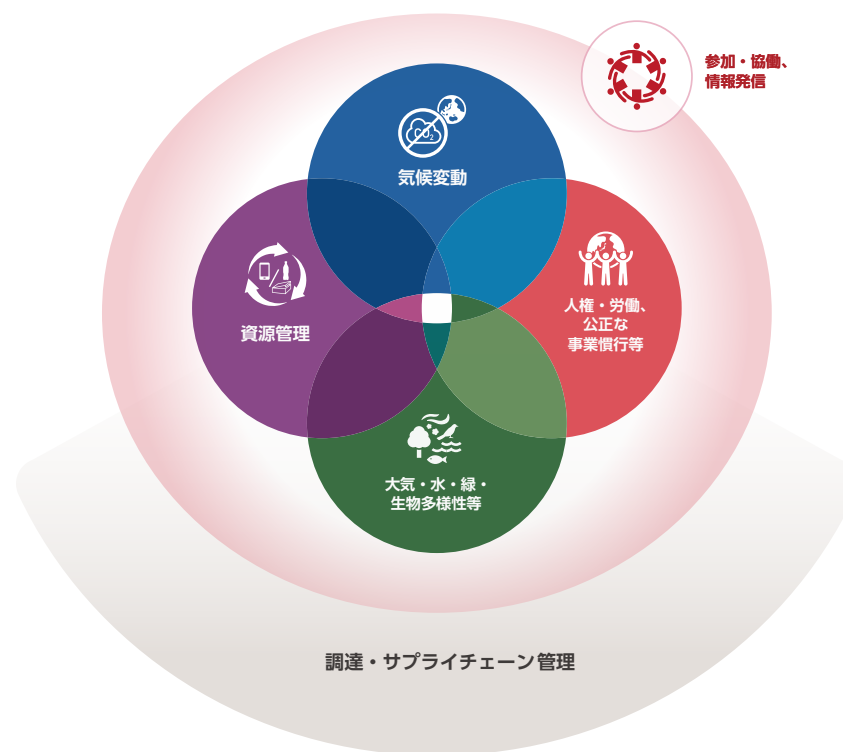 参加・協働、
情報発信
CO₂
気候変動
資源管理
人権・労働、
公正な
事業慣行等
大気・水・緑・
生物多様性等
調達・サプライチェーン管理